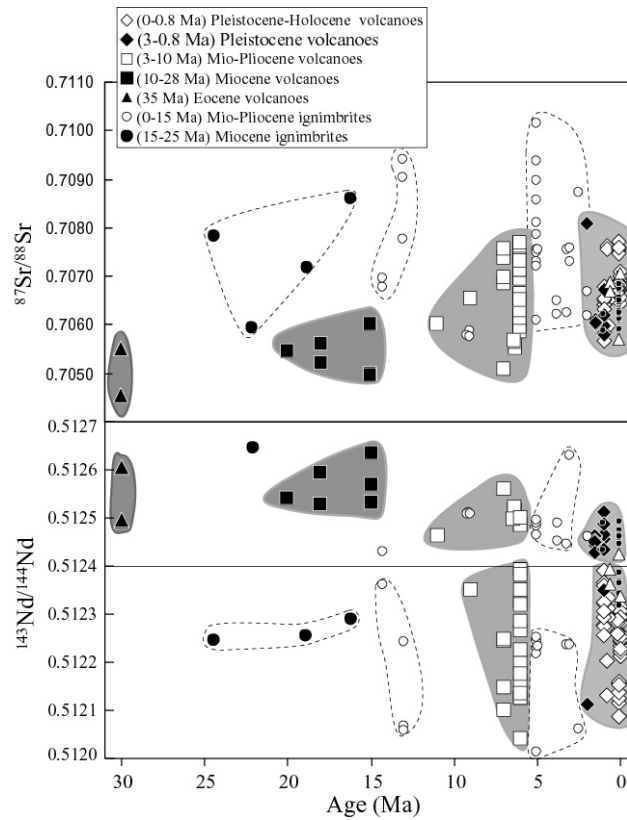 (0-0.8 Ma) Pleistocene-Holocene volcanoes
(3-0.8 Ma) Pleistocene volcanoes
(3-10 Ma) Mio-Pliocene volcanoes
(10-28 Ma) Miocene volcanoes
(35 Ma) Eocene volcanoes
(0-15 Ma) Mio-Pliocene ignimbrites
(15-25 Ma) Miocene ignimbrites
0.7110
0.7100
0.7090
0.7080
0.7070
0.7060
0.7050
87Sr/88Sr
0.5127
0.5126
0.5125
0.5124
0.5123
0.5122
0.5121
0.5120
143Nd/144Nd
30 25 20 15 10 5 0
Age (Ma)